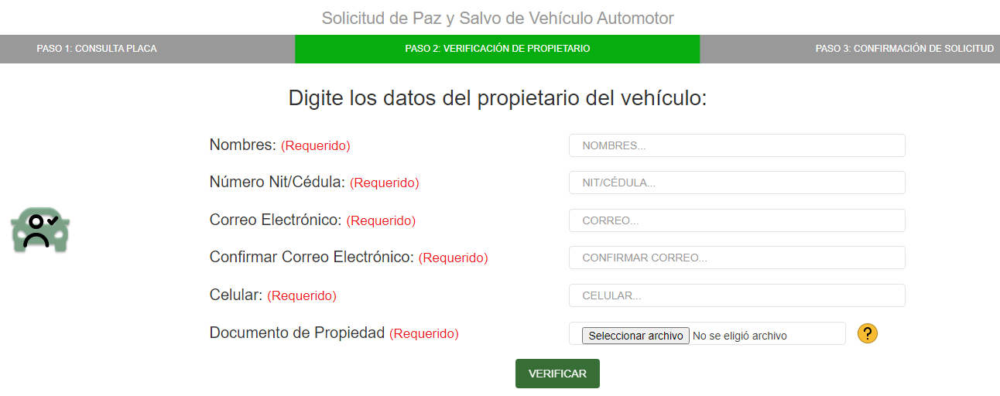 Solicitud de Paz y Salvo de Vehículo Automotor
PASO 1: CONSULTA PLACA
PASO 2: VERIFICACIÓN DE PROPIETARIO
PASO 3: CONFIRMACIÓN DE SOLICITUD
Digite los datos del propietario del vehículo:
Nombres: (Requerido) NOMBRES...
Número Nit/Cédula: (Requerido) NIT/CÉDULA...
Correo Electrónico: (Requerido) CORREO...
Confirmar Correo Electrónico: (Requerido) CONFIRMAR CORREO...
Celular: (Requerido) CELULAR...
Documento de Propiedad (Requerido) Seleccionar archivo No se eligió archivo ?
VERIFICAR